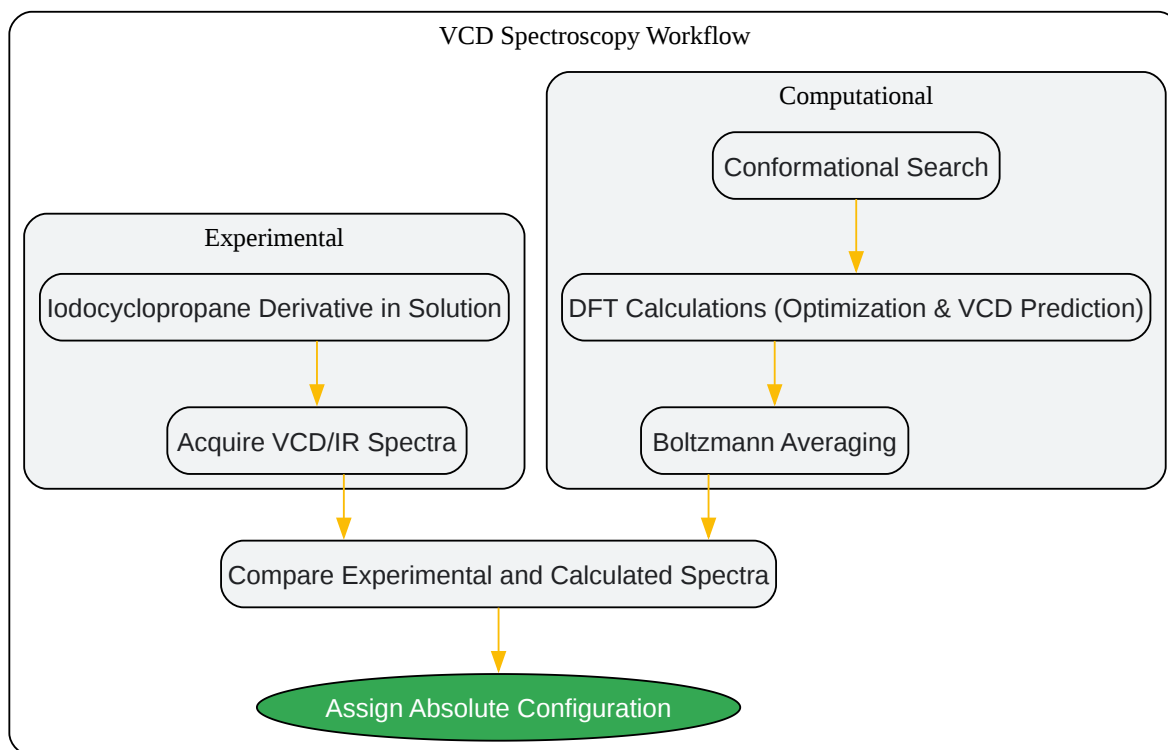 VCD Spectroscopy Workflow
Experimental
Iodocyclopropane Derivative in Solution
Acquire VCD/IR Spectra
Computational
Conformational Search
DFT Calculations (Optimization & VCD Prediction)
Boltzmann Averaging
Compare Experimental and Calculated Spectra
Assign Absolute Configuration